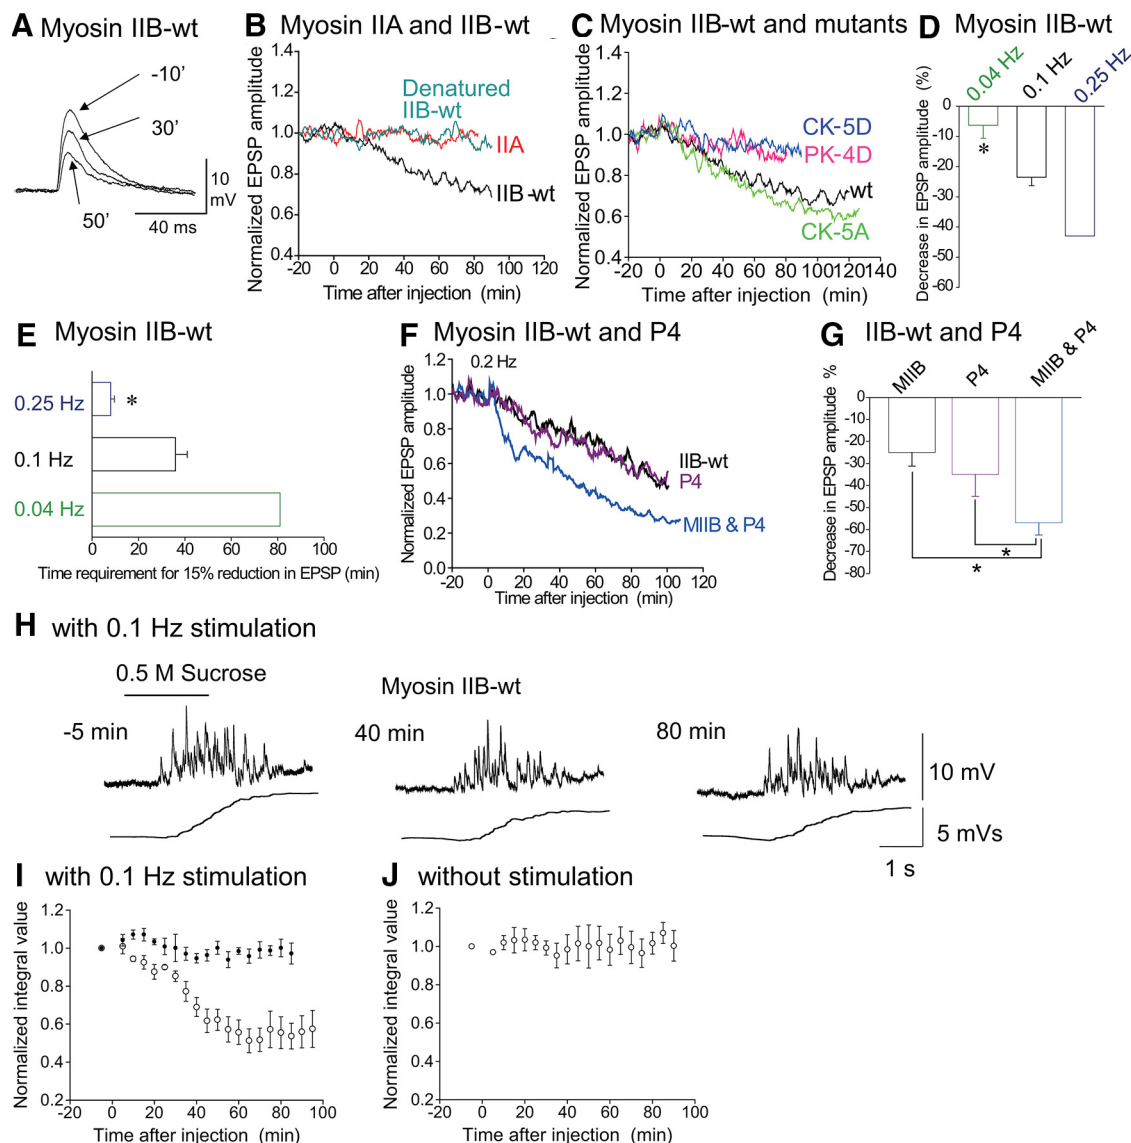 A Myosin IIB-wt
-10'
30'
50'
10
mV
40 ms
B Myosin IIA and IIB-wt
Normalized EPSP amplitude
1.4
1.2
1.0
0.8
0.6
0.4
Denatured
IIB-wt
IIA
IIB-wt
-20 0 20 40 60 80 100 120
Time after injection (min)
C Myosin IIB-wt and mutants
Normalized EPSP amplitude
1.4
1.2
1.0
0.8
0.6
0.4
CK-5D
PK-4D
wt
CK-5A
-20 0 20 40 60 80 100 120 140
Time after injection (min)
D Myosin IIB-wt
0.04 Hz
0.1 Hz
0.25 Hz
Decrease in EPSP amplitude (%)
0
-10
-20
-30
-40
-50
-60
*
E Myosin IIB-wt
0.25 Hz
*
0.1 Hz
0.04 Hz
0 20 40 60 80 100
Time requirement for 15% reduction in EPSP (min)
F Myosin IIB-wt and P4
Normalized EPSP amplitude
1.2
1.0
0.8
0.6
0.4
0.2
0.0
0.2 Hz
IIB-wt
P4
MIIB & P4
-20 0 20 40 60 80 100 120
Time after injection (min)
G IIB-wt and P4
MIIB
P4
MIIB & P4
Decrease in EPSP amplitude %
0
-10
-20
-30
-40
-50
-60
-70
-80
*
*
H with 0.1 Hz stimulation
0.5 M Sucrose
Myosin IIB-wt
-5 min
40 min
80 min
10 mV
5 mVs
1 s
I with 0.1 Hz stimulation
Normalized integral value
1.2
1.0
0.8
0.6
0.4
0.2
-20 0 20 40 60 80 100
Time after injection (min)
J without stimulation
Normalized integral value
1.2
1.0
0.8
0.6
0.4
0.2
-20 0 20 40 60 80 100
Time after injection (min)